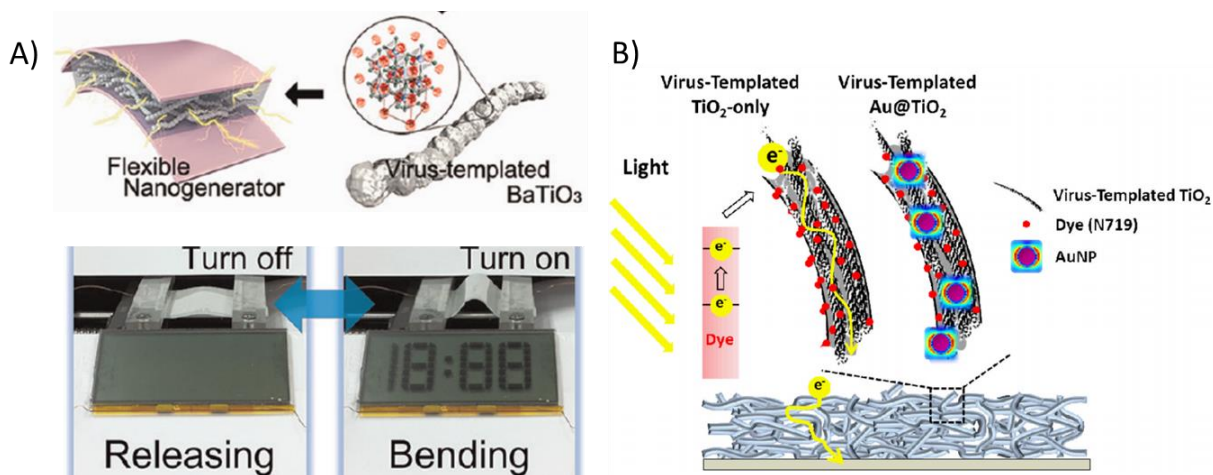 A)
Flexible
Nanogenerator
Virus-templated
BaTiO₃
Turn off
Turn on
18:88
Releasing
Bending
B)
Virus-Templated
TiO₂-only
Virus-Templated
Au@TiO₂
Light
e⁻
e⁻
e⁻
Dye
Virus-Templated TiO₂
Dye (N719)
AuNP
e⁻